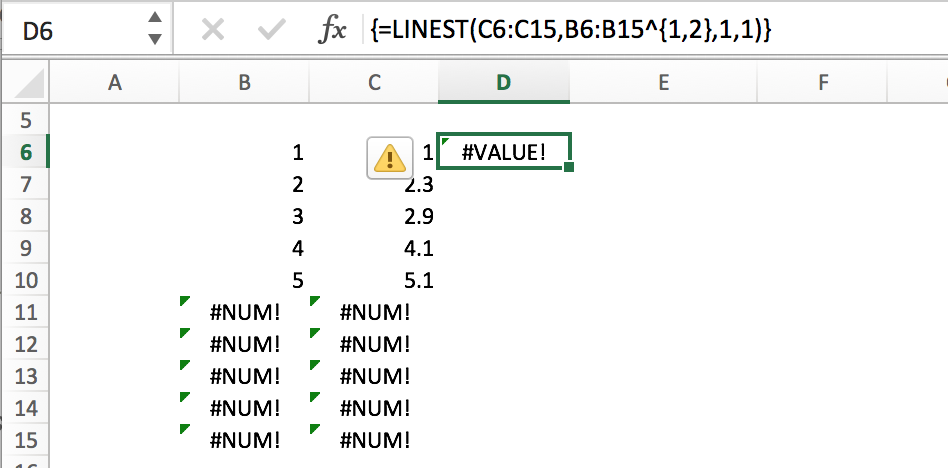 D6 fx {=LINEST(C6:C15,B6:B15^{1,2},1,1)}
A B C D E F
5
6 1 1 #VALUE!
7 2 2.3
8 3 2.9
9 4 4.1
10 5 5.1
11 #NUM! #NUM!
12 #NUM! #NUM!
13 #NUM! #NUM!
14 #NUM! #NUM!
15 #NUM! #NUM!